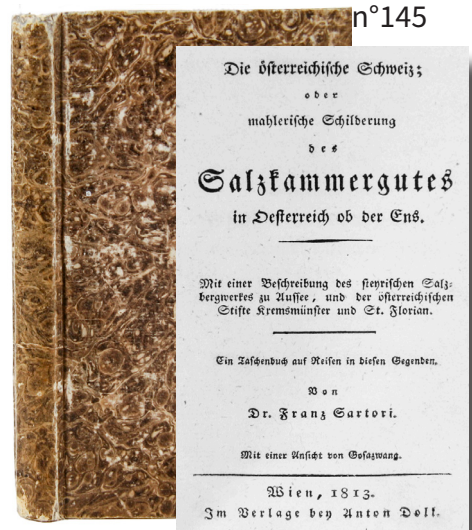 n°145
Die österreichische Schweiz;
oder
mahlerische Schilderung
des
Salzkammergutes
in Oesterreich ob der Ens.
Mit einer Beschreibung des steyrischen Salz-
bergwerkes zu Aussee, und der österreichischen
Stifte Kremsmünster und St. Florian.
Ein Taschenbuch auf Reisen in diesen Gegenden.
Von
Dr. Franz Sartori.
Mit einer Ansicht von Gosazwang.
Wien, 1813.
Im Verlage bey Anton Doll.